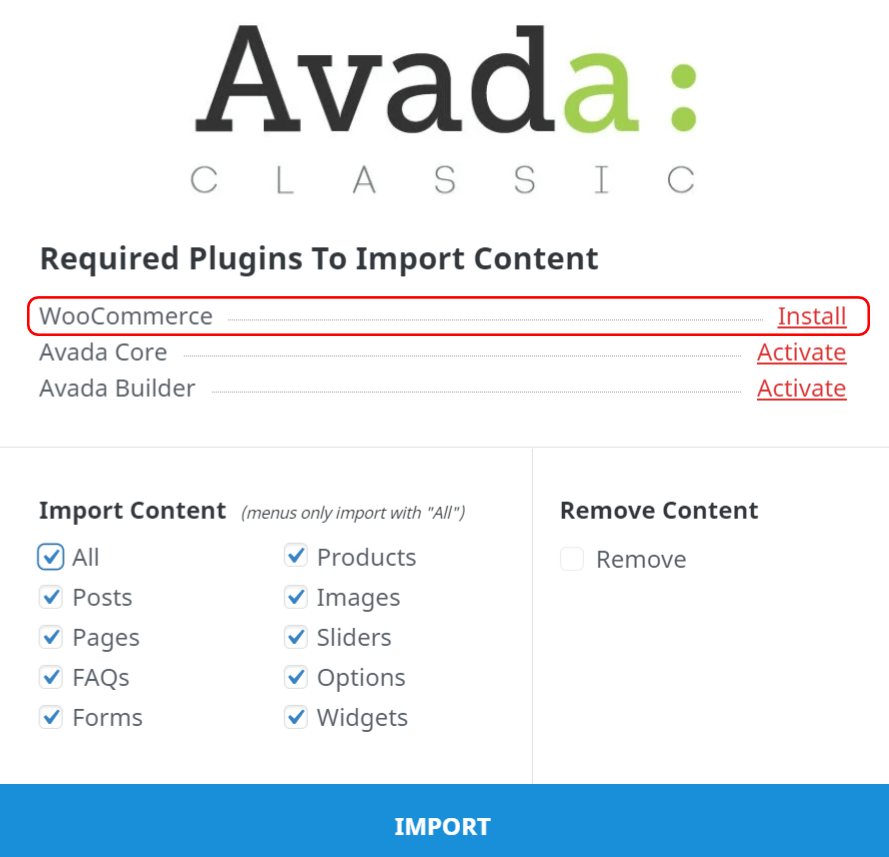 Avada:
CLASSIC
Required Plugins To Import Content
WooCommerce Install
Avada Core Activate
Avada Builder Activate
Import Content (menus only import with "All")
All
Posts
Pages
FAQs
Forms
Products
Images
Sliders
Options
Widgets
Remove Content
Remove
IMPORT